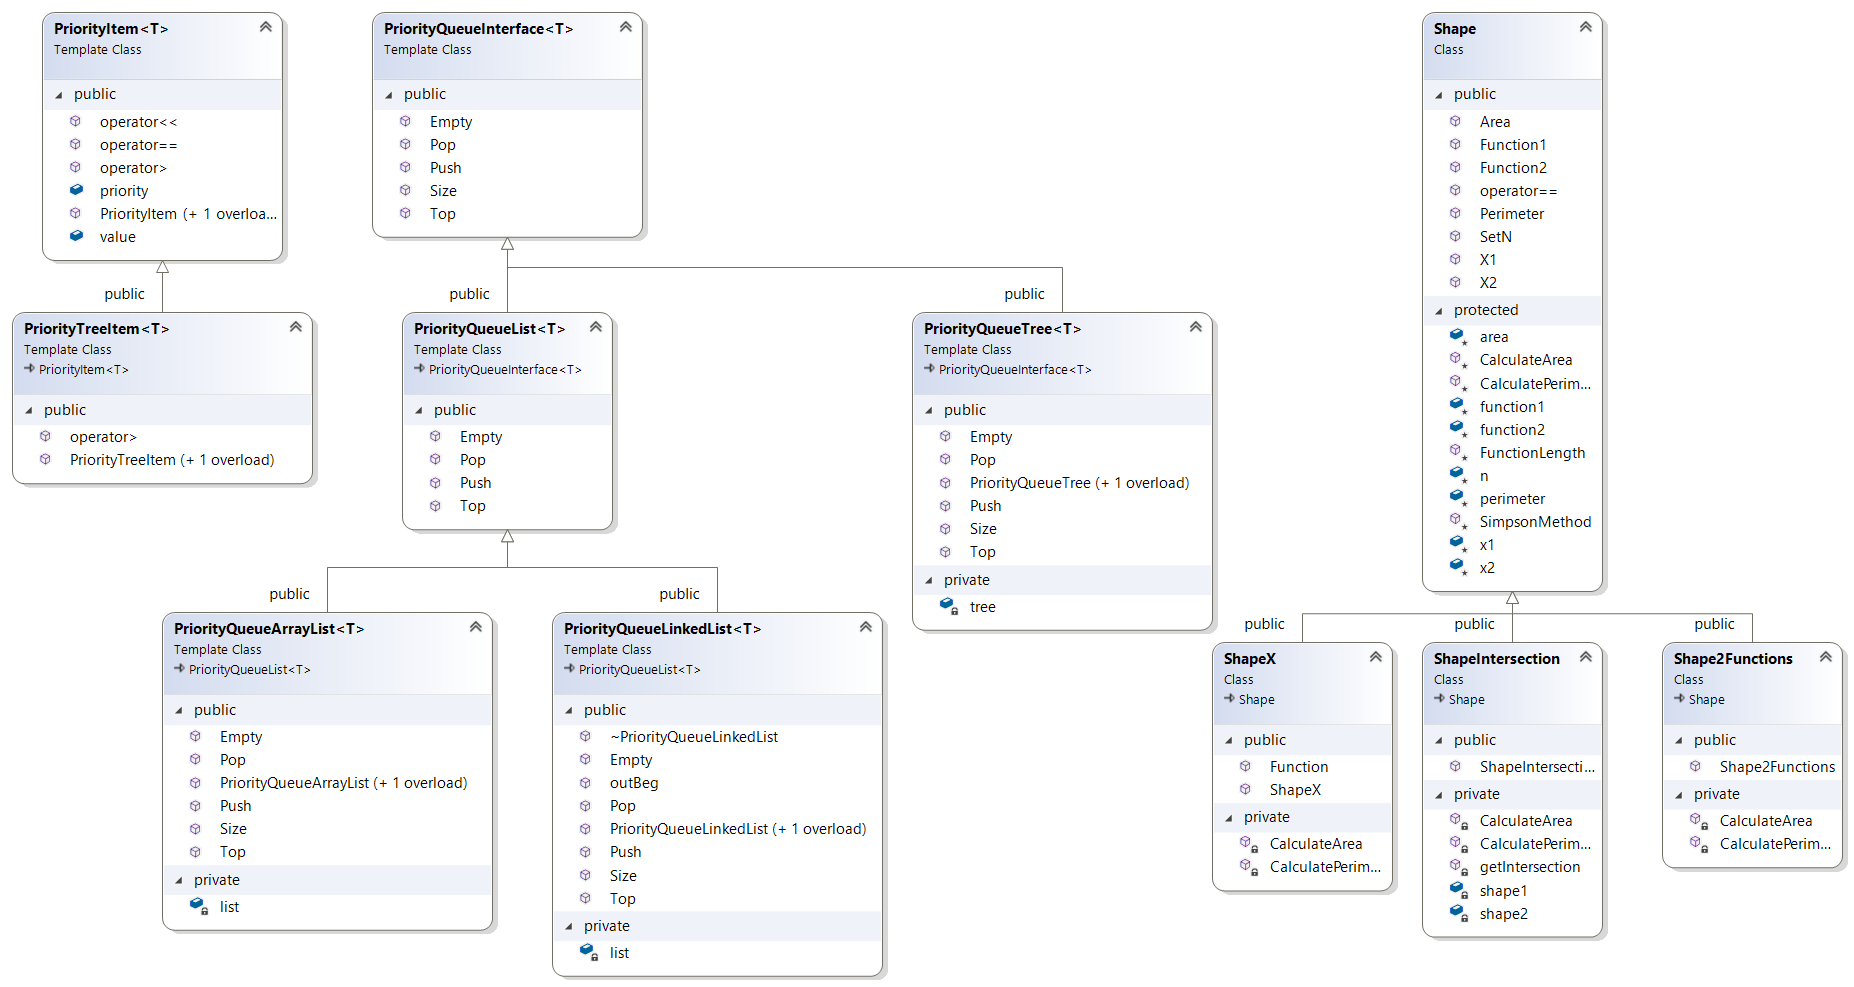 PriorityItem<T>
Template Class
public
operator<<
operator==
operator>
priority
PriorityItem (+ 1 overloa...
value
PriorityQueueInterface<T>
Template Class
public
Empty
Pop
Push
Size
Top
Shape
Class
public
Area
Function1
Function2
operator==
Perimeter
SetN
X1
X2
protected
area
CalculateArea
CalculatePerim...
function1
function2
FunctionLength
n
perimeter
SimpsonMethod
x1
x2
public
PriorityTreeItem<T>
Template Class
PriorityItem<T>
public
operator>
PriorityTreeItem (+ 1 overload)
public
PriorityQueueList<T>
Template Class
PriorityQueueInterface<T>
public
Empty
Pop
Push
Top
public
PriorityQueueTree<T>
Template Class
PriorityQueueInterface<T>
public
Empty
Pop
PriorityQueueTree (+ 1 overload)
Push
Size
Top
private
tree
public
PriorityQueueArrayList<T>
Template Class
PriorityQueueList<T>
public
Empty
Pop
PriorityQueueArrayList (+ 1 overload)
Push
Size
Top
private
list
public
PriorityQueueLinkedList<T>
Template Class
PriorityQueueList<T>
public
~PriorityQueueLinkedList
Empty
outBeg
Pop
PriorityQueueLinkedList (+ 1 overload)
Push
Size
Top
private
list
public
ShapeX
Class
Shape
public
Function
ShapeX
private
CalculateArea
CalculatePerim...
public
ShapeIntersection
Class
Shape
public
ShapeIntersecti...
private
CalculateArea
CalculatePerim...
getIntersection
shape1
shape2
public
Shape2Functions
Class
Shape
public
Shape2Functions
private
CalculateArea
CalculatePerim...